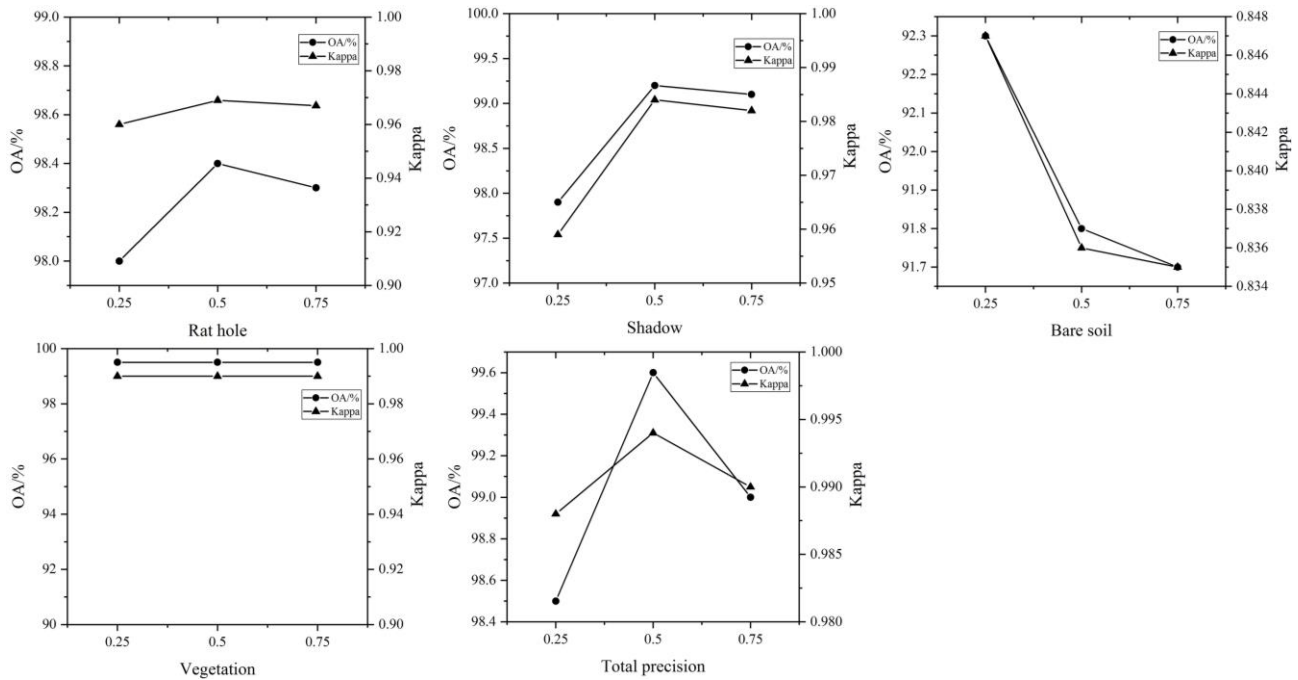 99.0
98.8
98.6
98.4
98.2
98.0
OA/%
1.00
0.98
0.96
0.94
0.92
0.90
Kappa
OA/%
Kappa
0.25 0.5 0.75
Rat hole
100.0
99.5
99.0
98.5
98.0
97.5
97.0
OA/%
1.00
0.99
0.98
0.97
0.96
0.95
Kappa
OA/%
Kappa
0.25 0.5 0.75
Shadow
92.3
92.2
92.1
92.0
91.9
91.8
91.7
OA/%
0.848
0.846
0.844
0.842
0.840
0.838
0.836
0.834
Kappa
OA/%
Kappa
0.25 0.5 0.75
Bare soil
100
98
96
94
92
90
OA/%
1.00
0.98
0.96
0.94
0.92
0.90
Kappa
OA/%
Kappa
0.25 0.5 0.75
Vegetation
99.6
99.4
99.2
99.0
98.8
98.6
98.4
OA/%
1.000
0.995
0.990
0.985
0.980
Kappa
OA/%
Kappa
0.25 0.5 0.75
Total precision